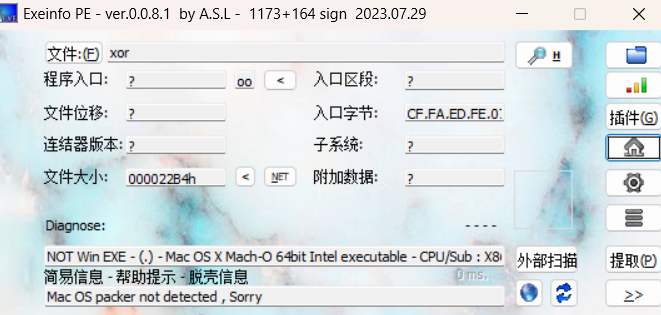 Exeinfo PE - ver.0.0.8.1 by A.S.L - 1173+164 sign 2023.07.29
文件:(F) xor H
程序入口: ? oo < 入口区段: ?
文件位移: ? 入口字节: CF.FA.ED.FE.0 插件(G)
连结器版本: ? 子系统: ?
文件大小: 000022B4h < NET 附加数据: ?
Diagnose: ----
NOT Win EXE - (.) - Mac OS X Mach-O 64bit Intel executable - CPU/Sub : X8 外部扫描 提取(P)
简易信息 - 帮助提示 - 脱壳信息 0 ms.
Mac OS packer not detected , Sorry >>